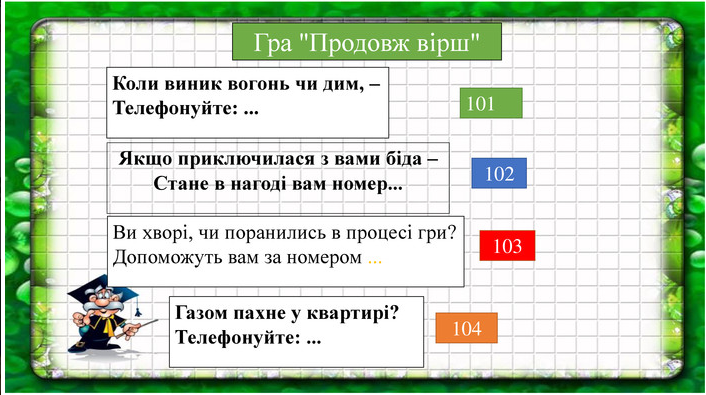 Гра "Продовж вірш"
Коли виник вогонь чи дим, –
Телефонуйте: ...
101
Якщо приключилася з вами біда –
Стане в нагоді вам номер...
102
Ви хворі, чи поранились в процесі гри?
Допоможуть вам за номером ...
103
Газом пахне у квартирі?
Телефонуйте: ...
104